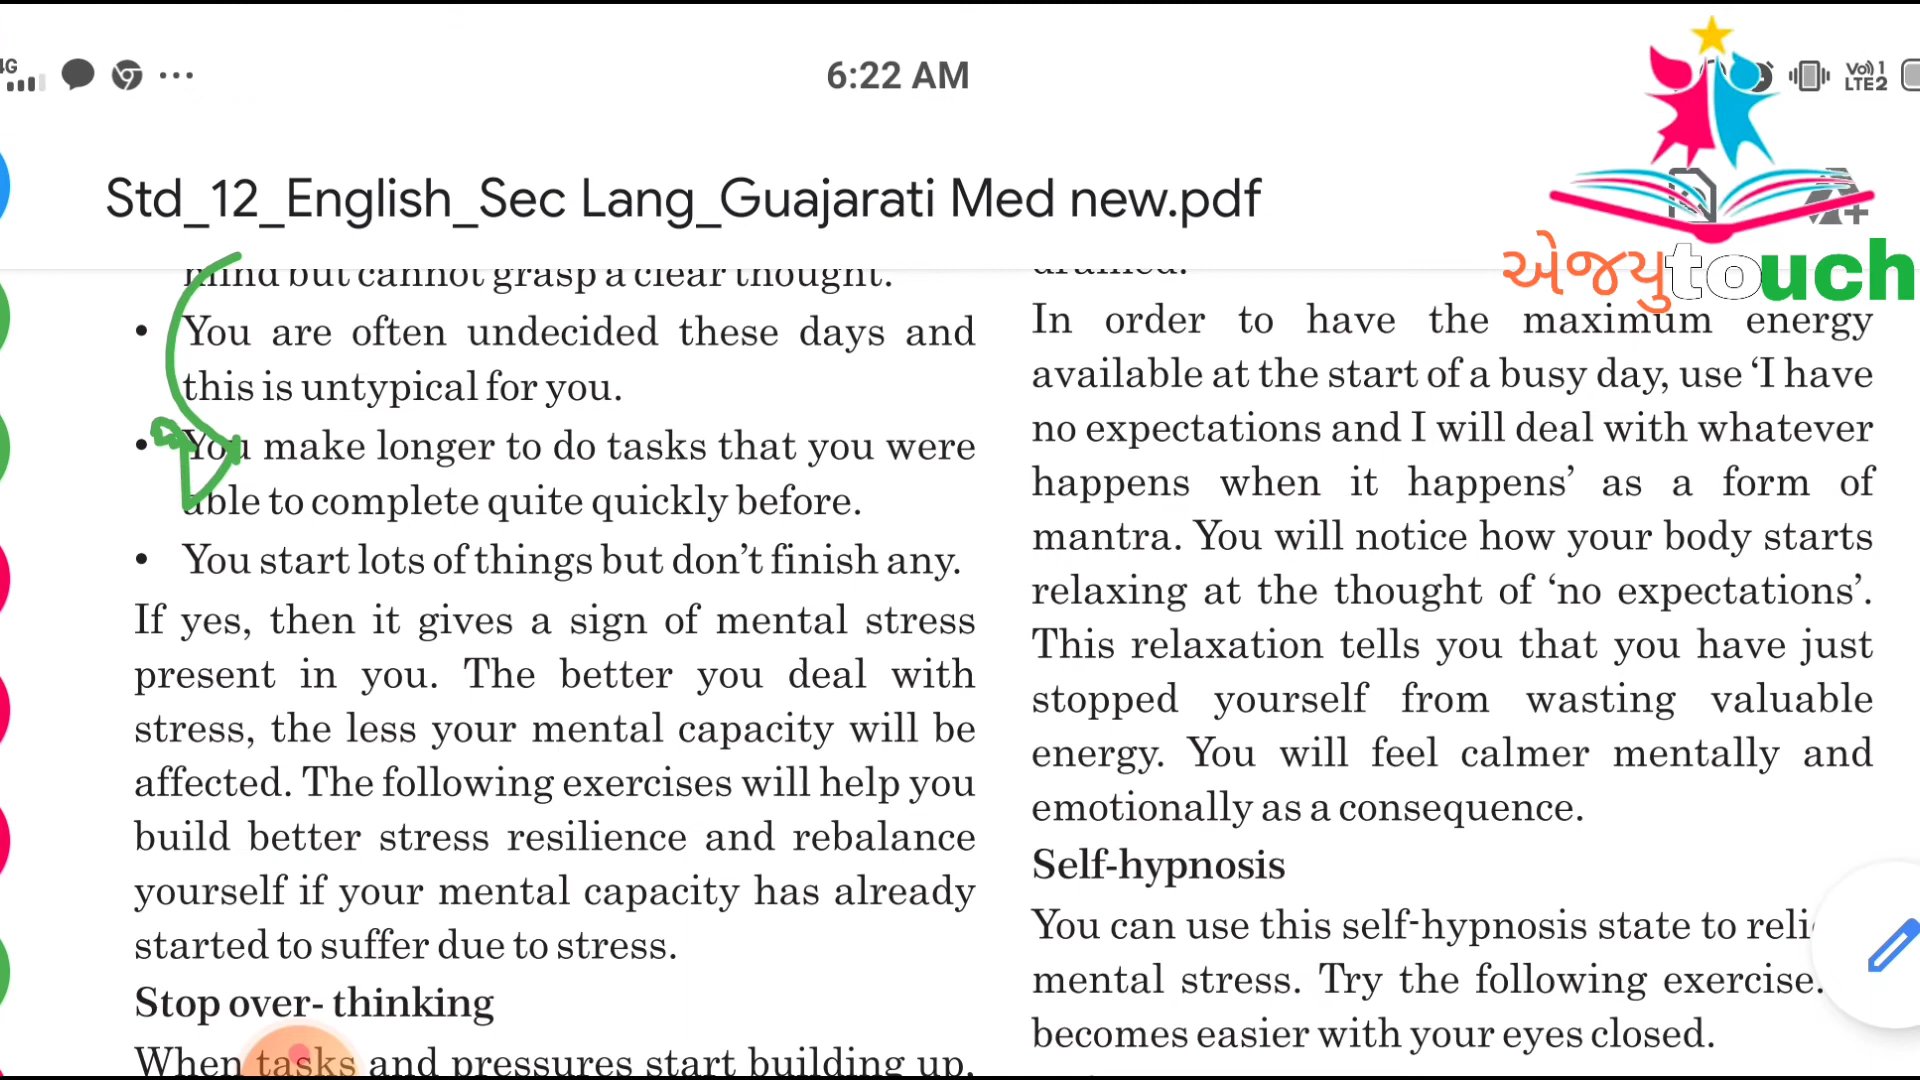 4G
6:22 AM
Vo) 1
LTE2
Std_12_English_Sec Lang_Guajarati Med new.pdf
એજયુtouch
mind but cannot grasp a clear thought.
• You are often undecided these days and
this is untypical for you.
• You make longer to do tasks that you were
able to complete quite quickly before.
• You start lots of things but don't finish any.
If yes, then it gives a sign of mental stress
present in you. The better you deal with
stress, the less your mental capacity will be
affected. The following exercises will help you
build better stress resilience and rebalance
yourself if your mental capacity has already
started to suffer due to stress.
Stop over- thinking
When tasks and pressures start building up,
drained.
In order to have the maximum energy
available at the start of a busy day, use ‘I have
no expectations and I will deal with whatever
happens when it happens’ as a form of
mantra. You will notice how your body starts
relaxing at the thought of ‘no expectations’.
This relaxation tells you that you have just
stopped yourself from wasting valuable
energy. You will feel calmer mentally and
emotionally as a consequence.
Self-hypnosis
You can use this self-hypnosis state to reli
mental stress. Try the following exercise.
becomes easier with your eyes closed.